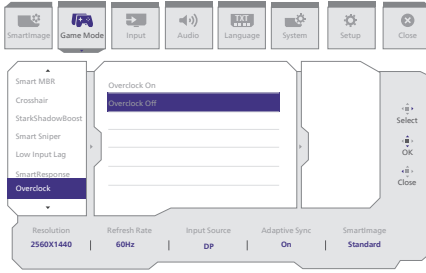 SmartImage
Game Mode
Input
Audio
TXT
Language
System
Setup
Close
Smart MBR
Crosshair
StarkShadowBoost
Smart Sniper
Low Input Lag
SmartResponse
Overclock
Overclock On
Overclock Off
Select
OK
Close
Resolution
Refresh Rate
Input Source
Adaptive Sync
SmartImage
2560X1440
60Hz
DP
On
Standard